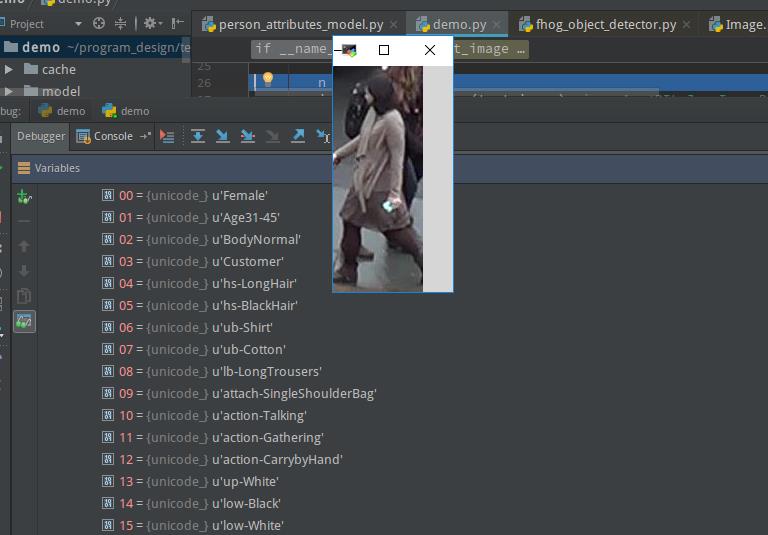 demo.py
Project
person_attributes_model.py
demo.py
fhog_object_detector.py
Image.
demo ~/program_design/te
if __name_
t_image …
cache
25
model
26
n
bug:
demo
demo
Debugger
Console
Variables
00 = {unicode_} u'Female'
01 = {unicode_} u'Age31-45'
02 = {unicode_} u'BodyNormal'
03 = {unicode_} u'Customer'
04 = {unicode_} u'hs-LongHair'
05 = {unicode_} u'hs-BlackHair'
06 = {unicode_} u'ub-Shirt'
07 = {unicode_} u'ub-Cotton'
08 = {unicode_} u'lb-LongTrousers'
09 = {unicode_} u'attach-SingleShoulderBag'
10 = {unicode_} u'action-Talking'
11 = {unicode_} u'action-Gathering'
12 = {unicode_} u'action-CarrybyHand'
13 = {unicode_} u'up-White'
14 = {unicode_} u'low-Black'
15 = {unicode_} u'low-White'